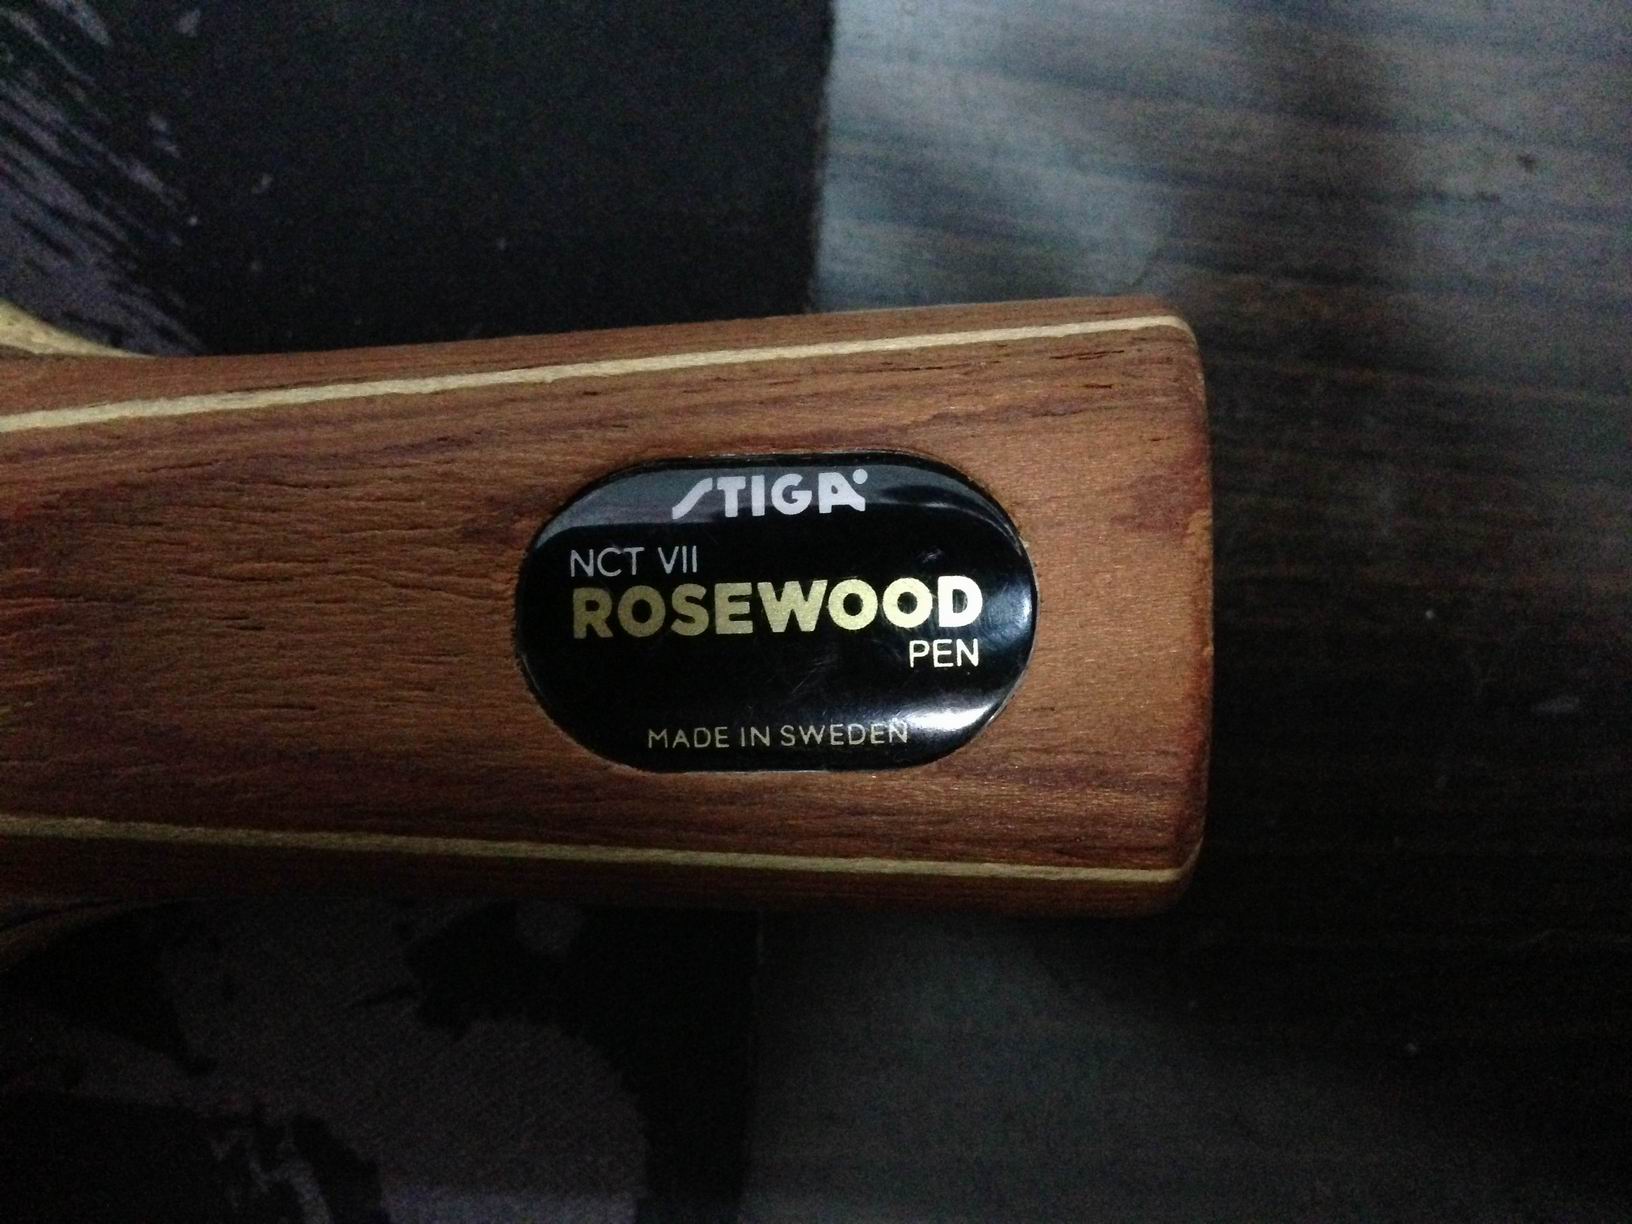 STIGA
NCT VII
ROSEWOOD
PEN
MADE IN SWEDEN